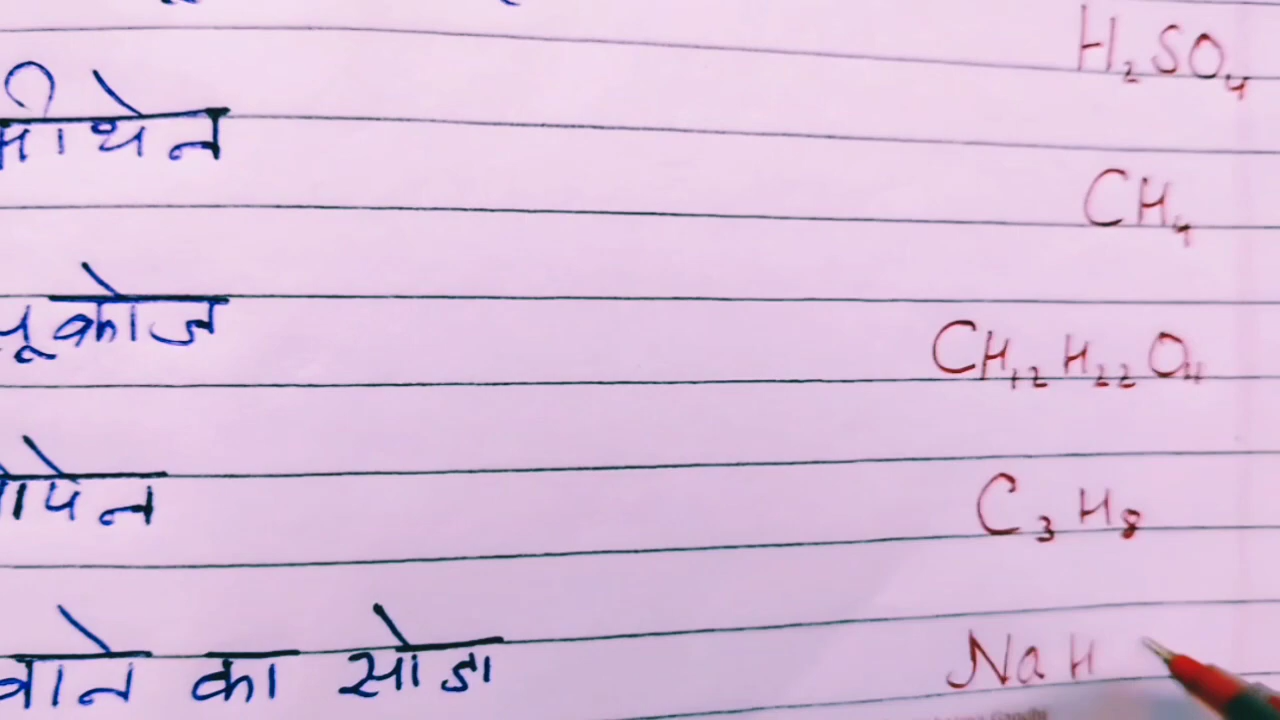 H₂SO₄
मीथेन CH₄
यूकोज CH₁₂H₂₂O₁₁
ोपेन C₃H₈
खाने का सोडा NaH